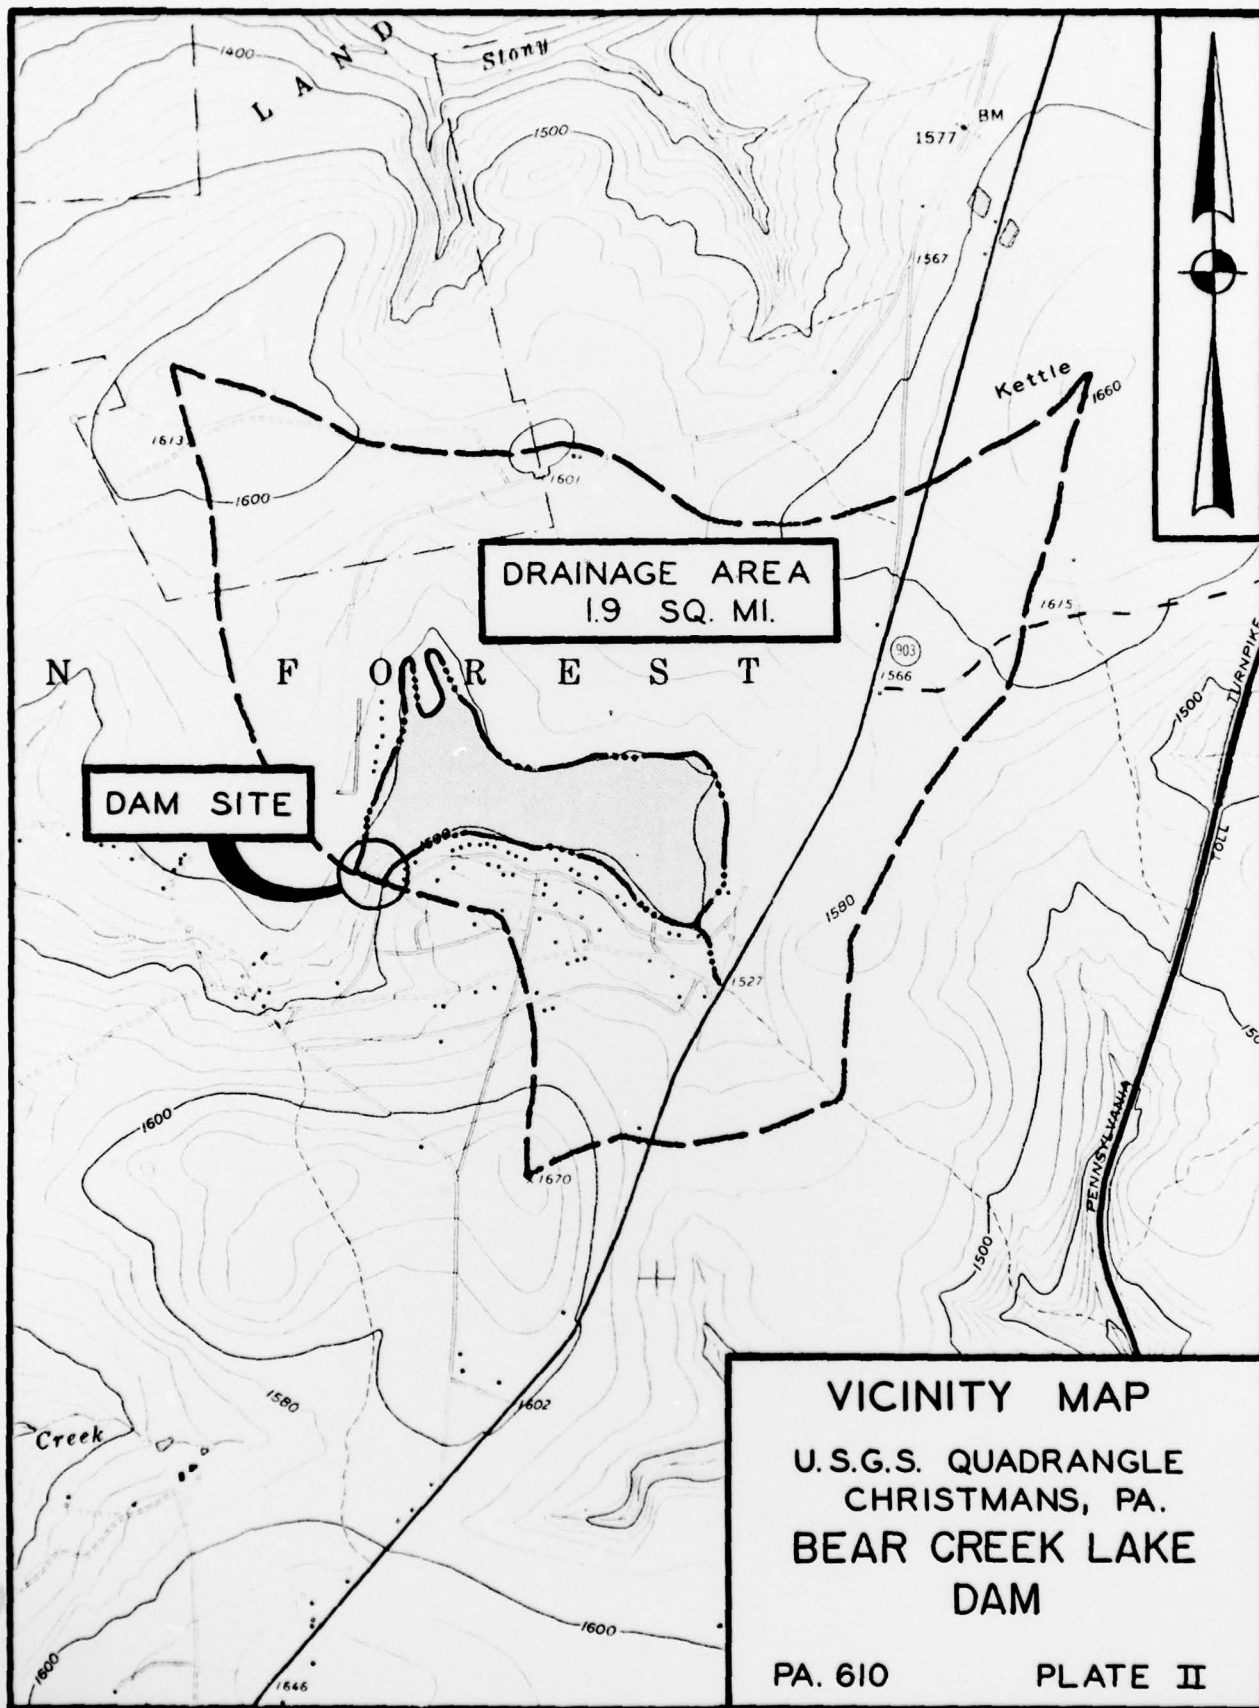 LAND
Stony
1400
1500
BM
1577
1567
Kettle
1660
1613
1601
1600
DRAINAGE AREA
1.9 SQ. MI.
1615
903
1566
N FOREST
1500
TURNPIKE
TOLL
DAM SITE
1580
1527
1600
PENNSYLVANIA
1670
1500
1580
1602
Creek
1600
1600
1646
VICINITY MAP
U.S.G.S. QUADRANGLE
CHRISTMANS, PA.
BEAR CREEK LAKE
DAM
PA. 610 PLATE II